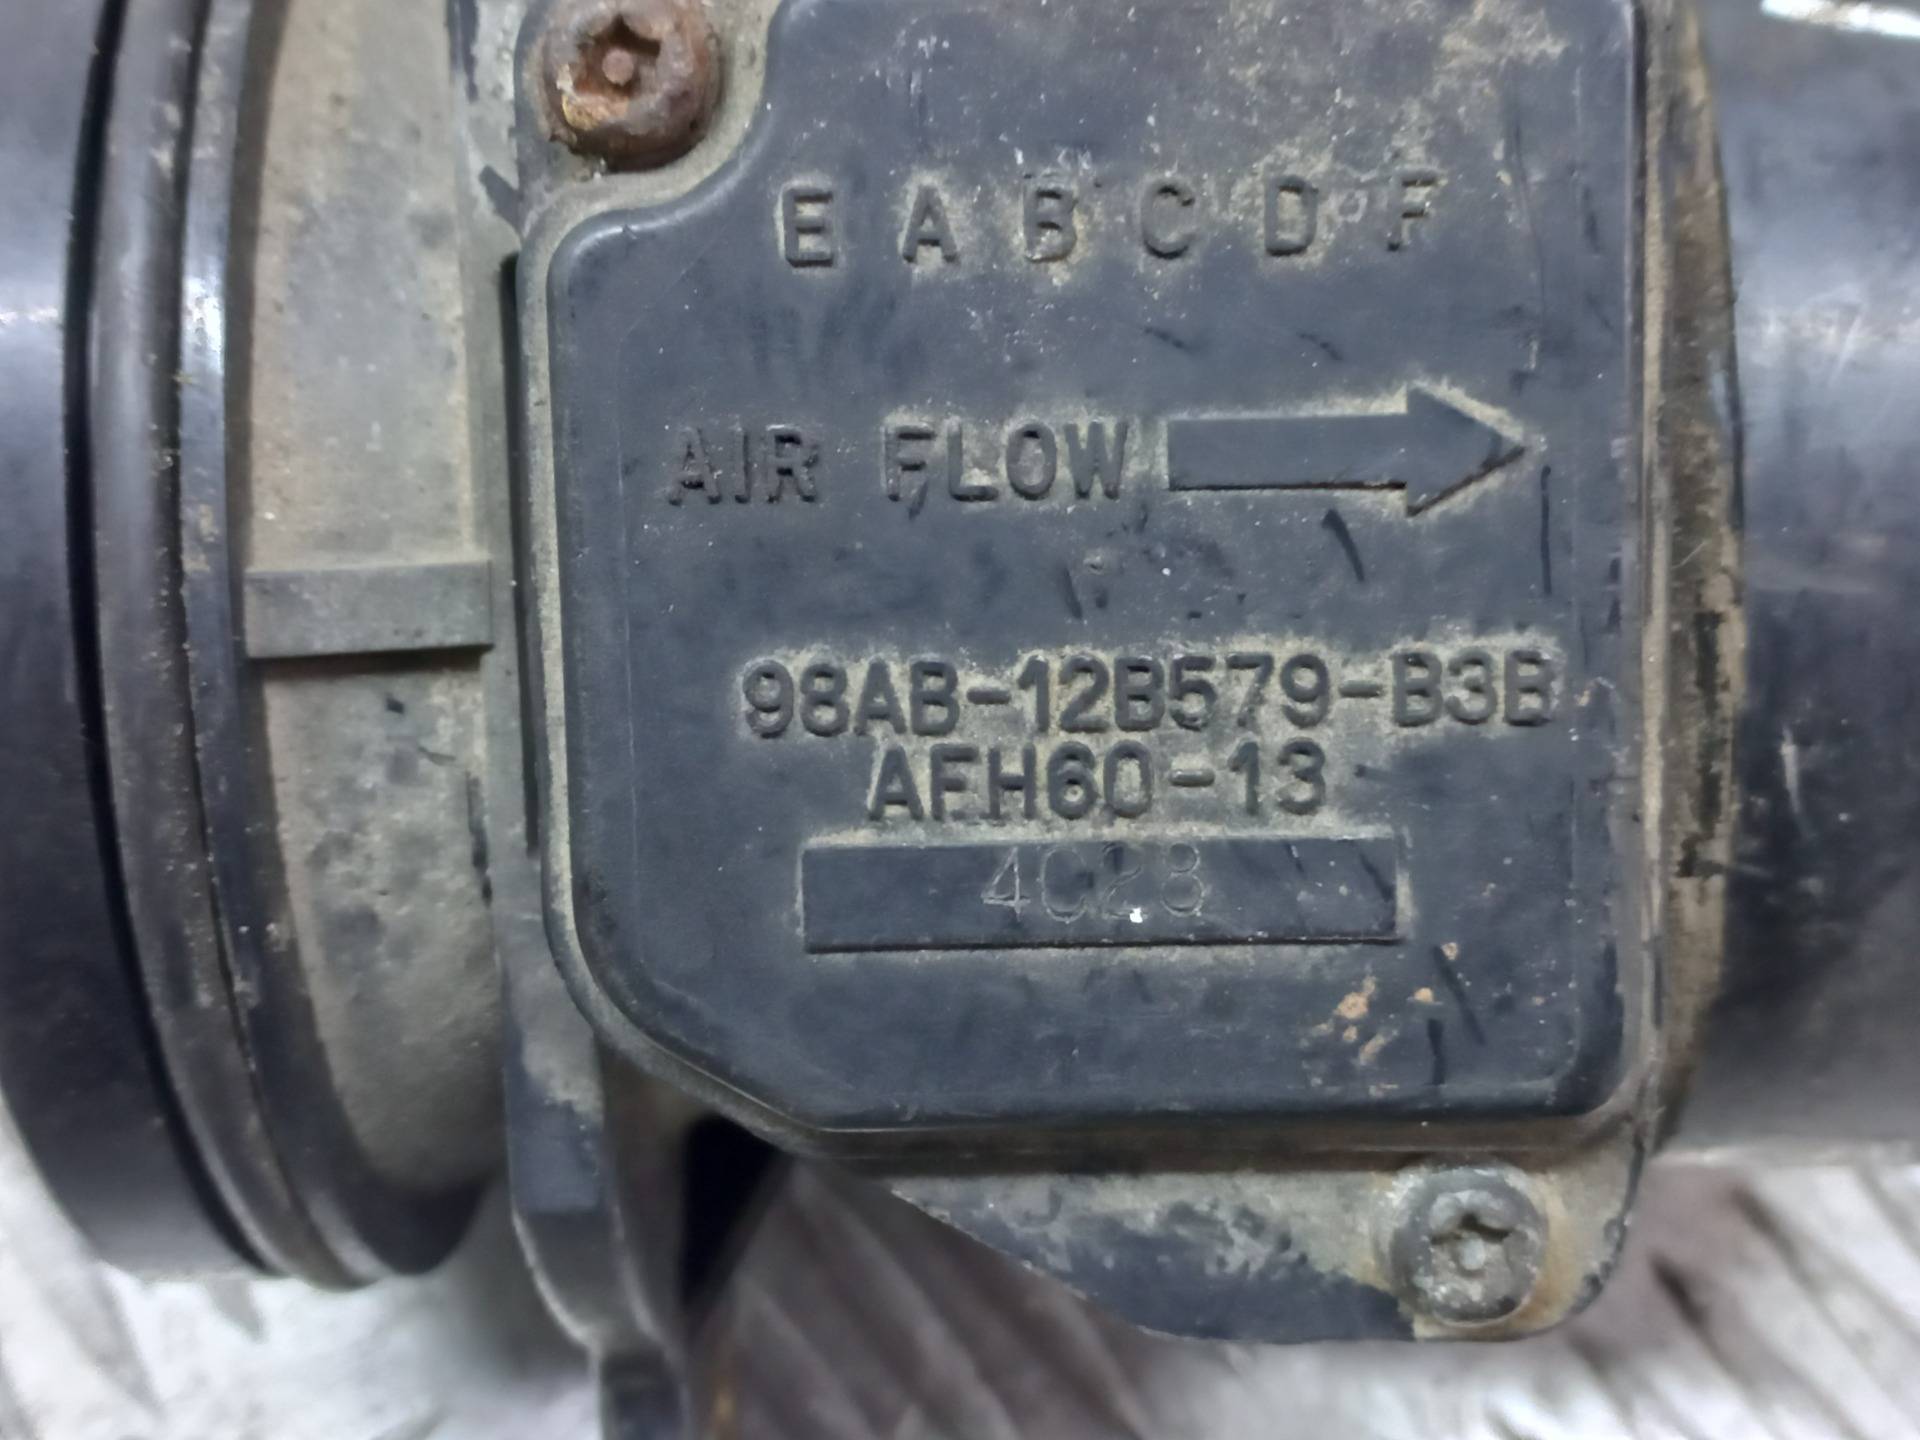 E A B C D F
AIR FLOW
98AB-12B579-B3B
AFH60-13
4C28